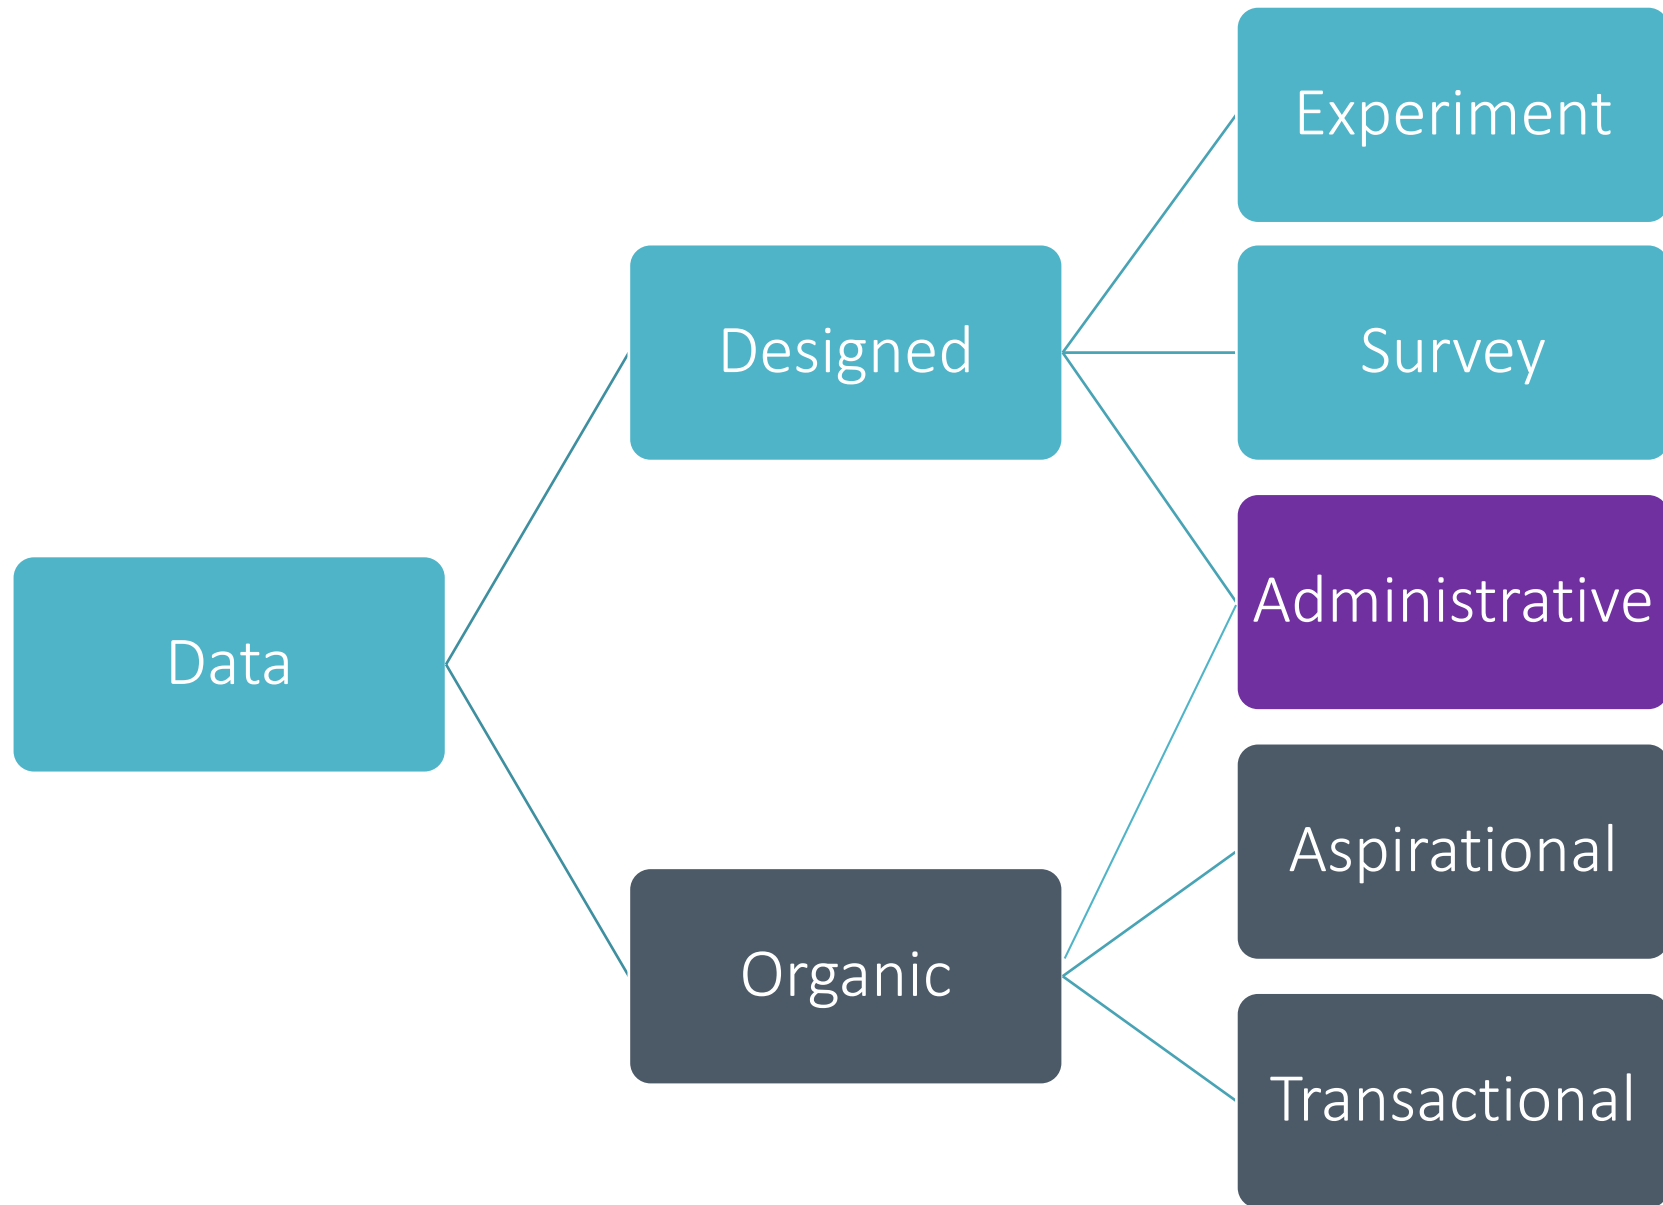 Data
Designed
Organic
Experiment
Survey
Administrative
Aspirational
Transactional